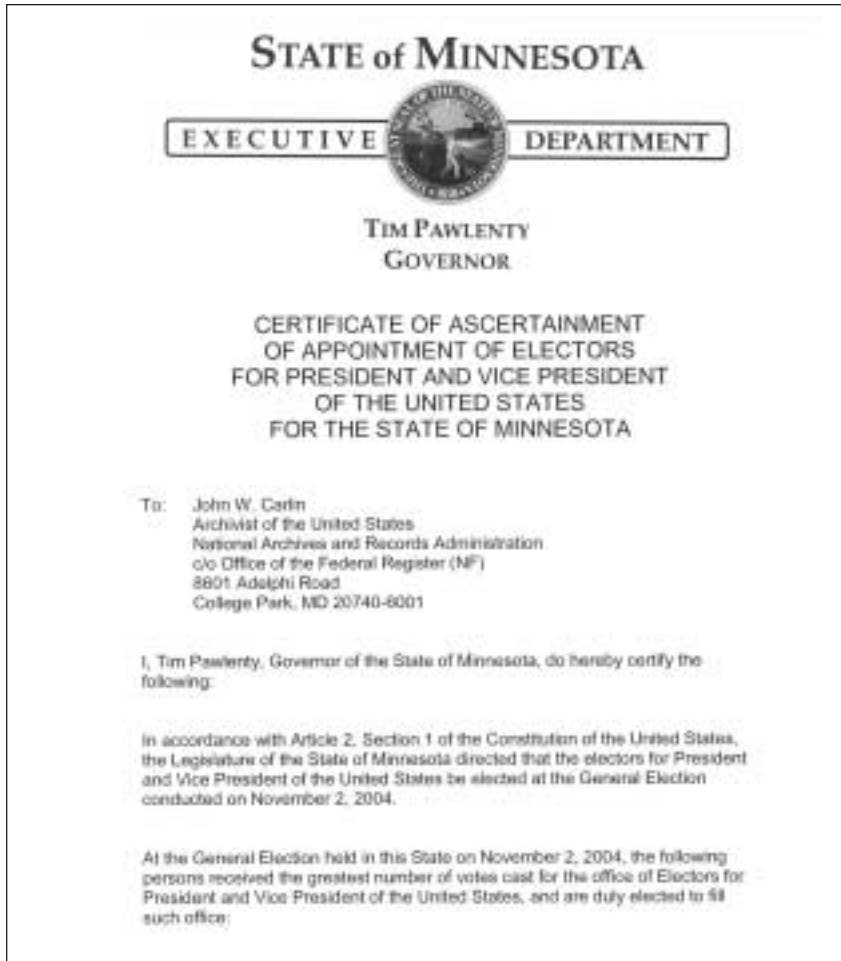 STATE of MINNESOTA
EXECUTIVE DEPARTMENT
TIM PAWLENTY
GOVERNOR
CERTIFICATE OF ASCERTAINMENT
OF APPOINTMENT OF ELECTORS
FOR PRESIDENT AND VICE PRESIDENT
OF THE UNITED STATES
FOR THE STATE OF MINNESOTA
To: John W. Carlin
Archivist of the United States
National Archives and Records Administration
c/o Office of the Federal Register (NF)
8601 Adelphi Road
College Park, MD 20740-6001
I, Tim Pawlenty, Governor of the State of Minnesota, do hereby certify the
following:
In accordance with Article 2, Section 1 of the Constitution of the United States,
the Legislature of the State of Minnesota directed that the electors for President
and Vice President of the United States be elected at the General Election
conducted on November 2, 2004.
At the General Election held in this State on November 2, 2004, the following
persons received the greatest number of votes cast for the office of Electors for
President and Vice President of the United States, and are duly elected to fill
such office: